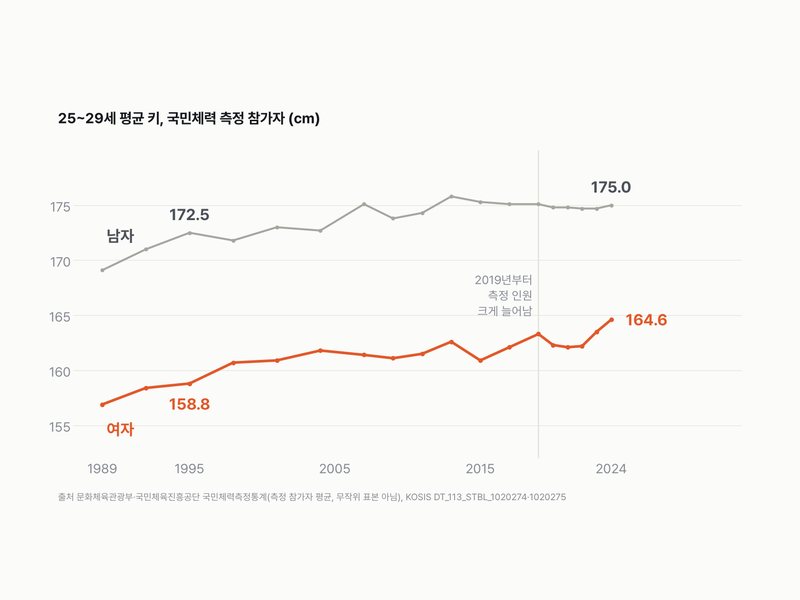 25~29세 평균 키, 국민체력 측정 참가자 (cm)
175.0
172.5
175
남자
170
2019년부터
측정 인원
크게 늘어남
165
164.6
160
158.8
여자
155
1989 1995 2005 2015 2024
출처 문화체육관광부·국민체육진흥공단 국민체력측정통계(측정 참가자 평균, 무작위 표본 아님), KOSIS DT_113_STBL_1020274·1020275